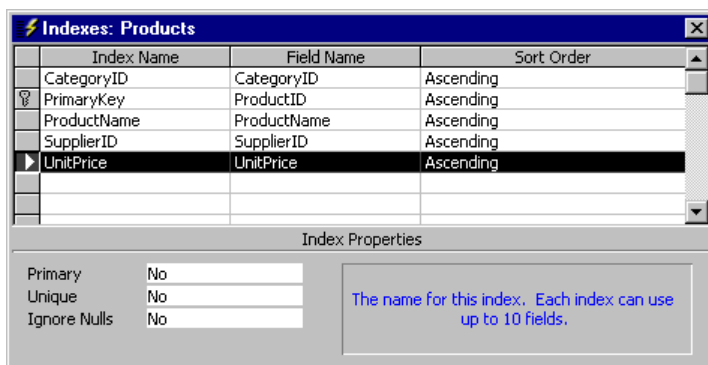 Indexes: Products
Index Name Field Name Sort Order
CategoryID CategoryID Ascending
PrimaryKey ProductID Ascending
ProductName ProductName Ascending
SupplierID SupplierID Ascending
UnitPrice UnitPrice Ascending
Index Properties
Primary No
Unique No
Ignore Nulls No
The name for this index. Each index can use
up to 10 fields.